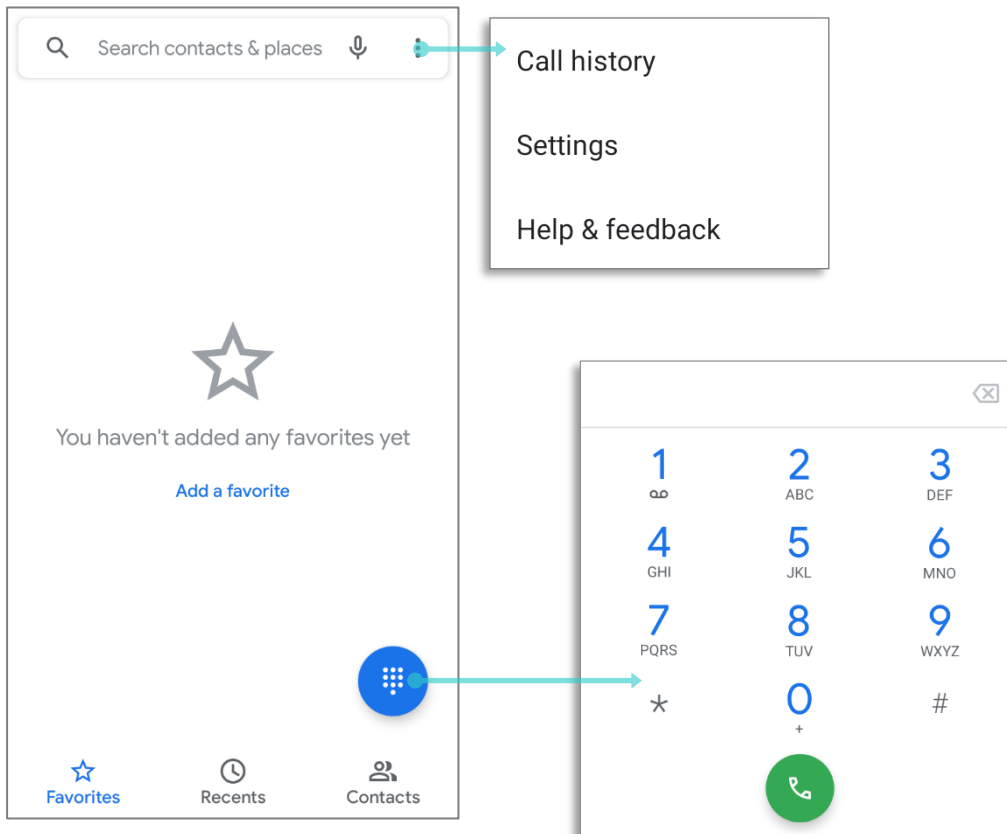 Search contacts & places
You haven't added any favorites yet
Add a favorite
Favorites Recents Contacts
Call history
Settings
Help & feedback
1 2 3
ABC DEF
4 5 6
GHI JKL MNO
7 8 9
PQRS TUV WXYZ
* 0 #
+